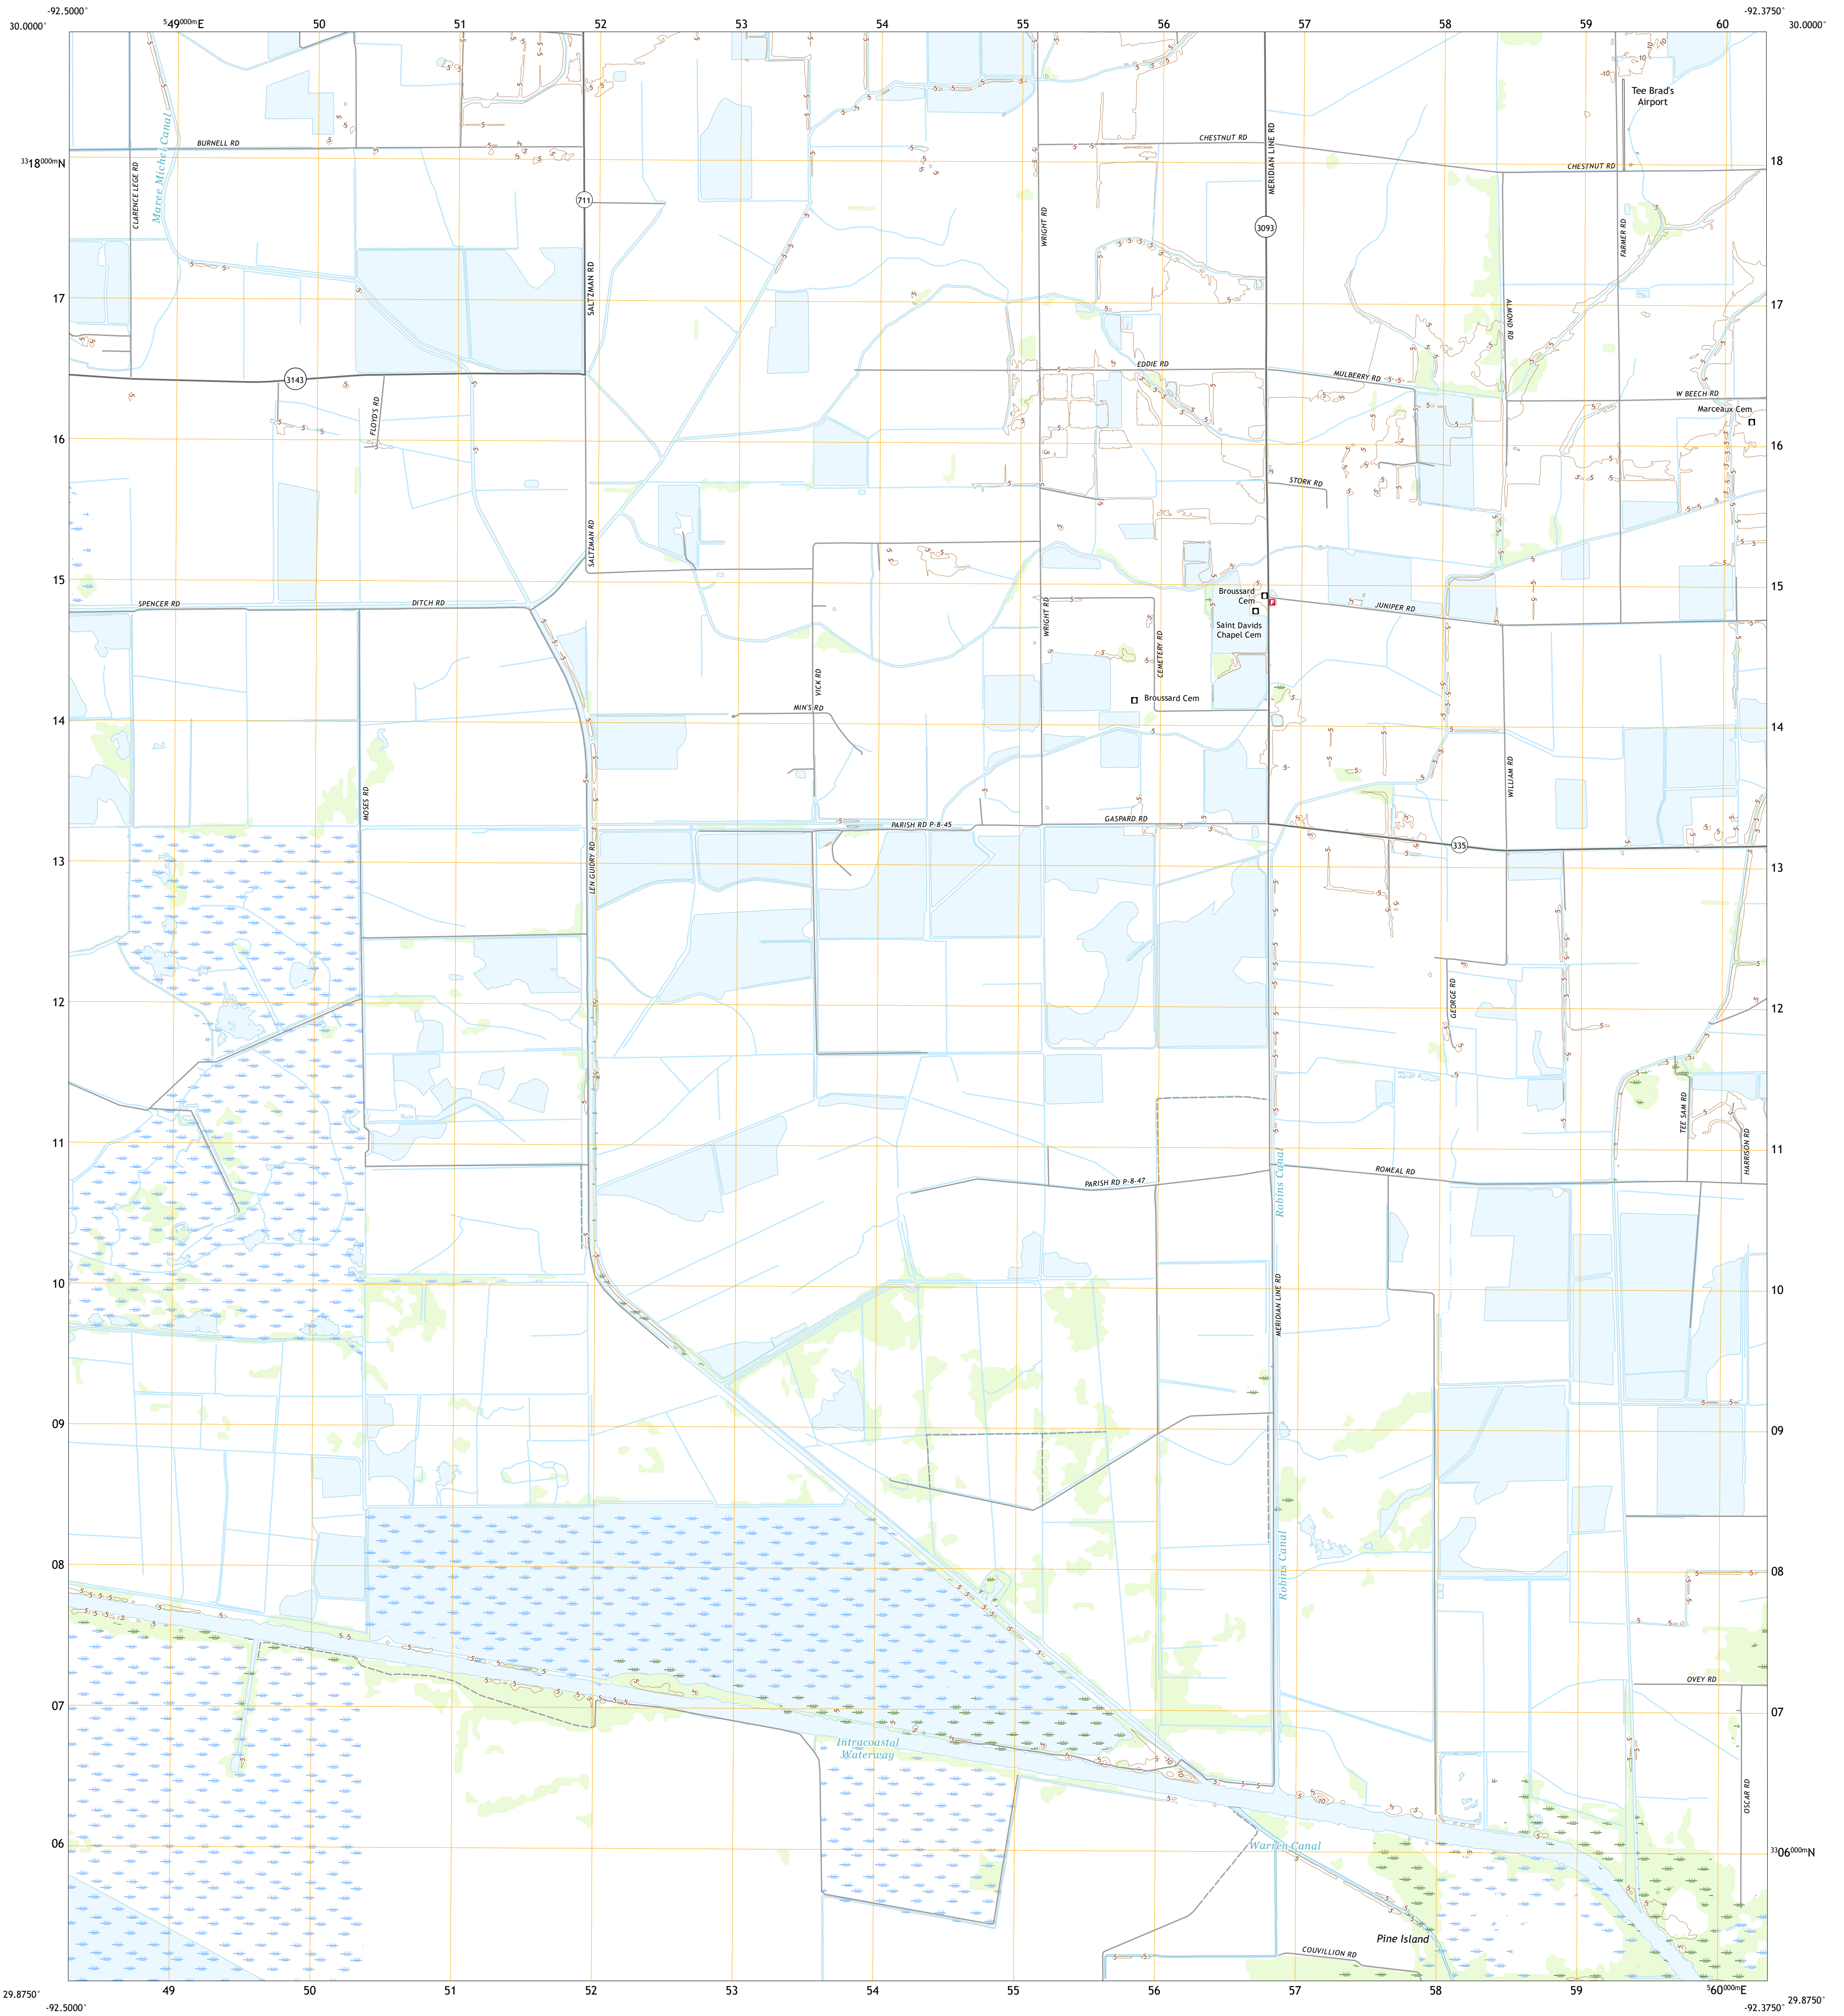 -92.5000°
-92.3750°
30.0000°
549000mE
50
51
52
53
54
55
56
57
58
59
60
30.0000°
Tee Brad's
Airport
BURNELL RD
CHESTNUT RD
MERIDIAN LINE RD
CHESTNUT RD
3318000mN
18
CLARENCE LEGE RD
Maree Michel Canal
711
WRIGHT RD
3093
FARMER RD
SALTZMAN RD
17
17
ALMOND RD
EDDIE RD
3143
MULBERRY RD
W BEECH RD
FLOYD'S RD
Marceaux Cem
16
16
STORK RD
SALTZMAN RD
15
15
SPENCER RD
DITCH RD
Broussard
Cem
WRIGHT RD
JUNIPER RD
Saint Davids
Chapel Cem
CEMETERY RD
VICK RD
Broussard Cem
MIN'S RD
14
14
MOSES RD
WILLIAM RD
PARISH RD P-8-45
GASPARD RD
335
13
13
LEN GUIDRY RD
12
12
GEORGE RD
TEE SAM RD
HARRISON RD
11
11
ROMEAL RD
PARISH RD P-8-47
Robins Canal
10
10
MERIDIAN LINE RD
09
09
Robins Canal
08
08
OVEY RD
07
07
Intracoastal
Waterway
OSCAR RD
06
Warren Canal
3306000mN
Pine Island
COUVILLION RD
29.8750°
49
50
51
52
53
54
55
56
57
58
59
60000mE
29.8750°
-92.5000°
-92.3750°